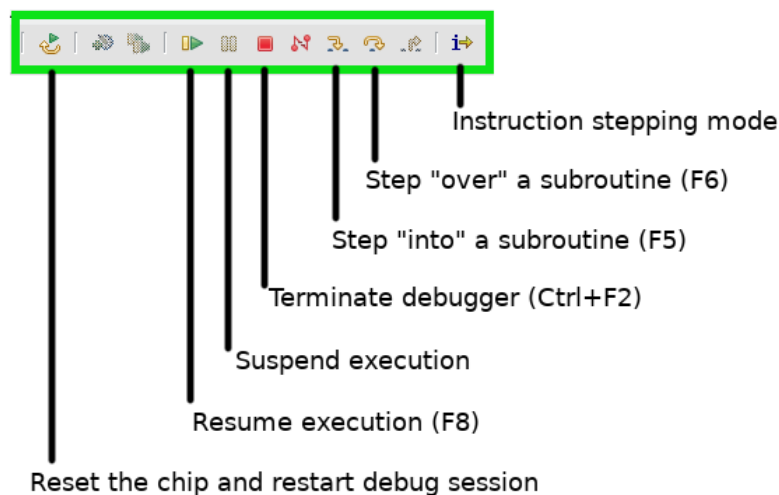 i
Instruction stepping mode
Step "over" a subroutine (F6)
Step "into" a subroutine (F5)
Terminate debugger (Ctrl+F2)
Suspend execution
Resume execution (F8)
Reset the chip and restart debug session